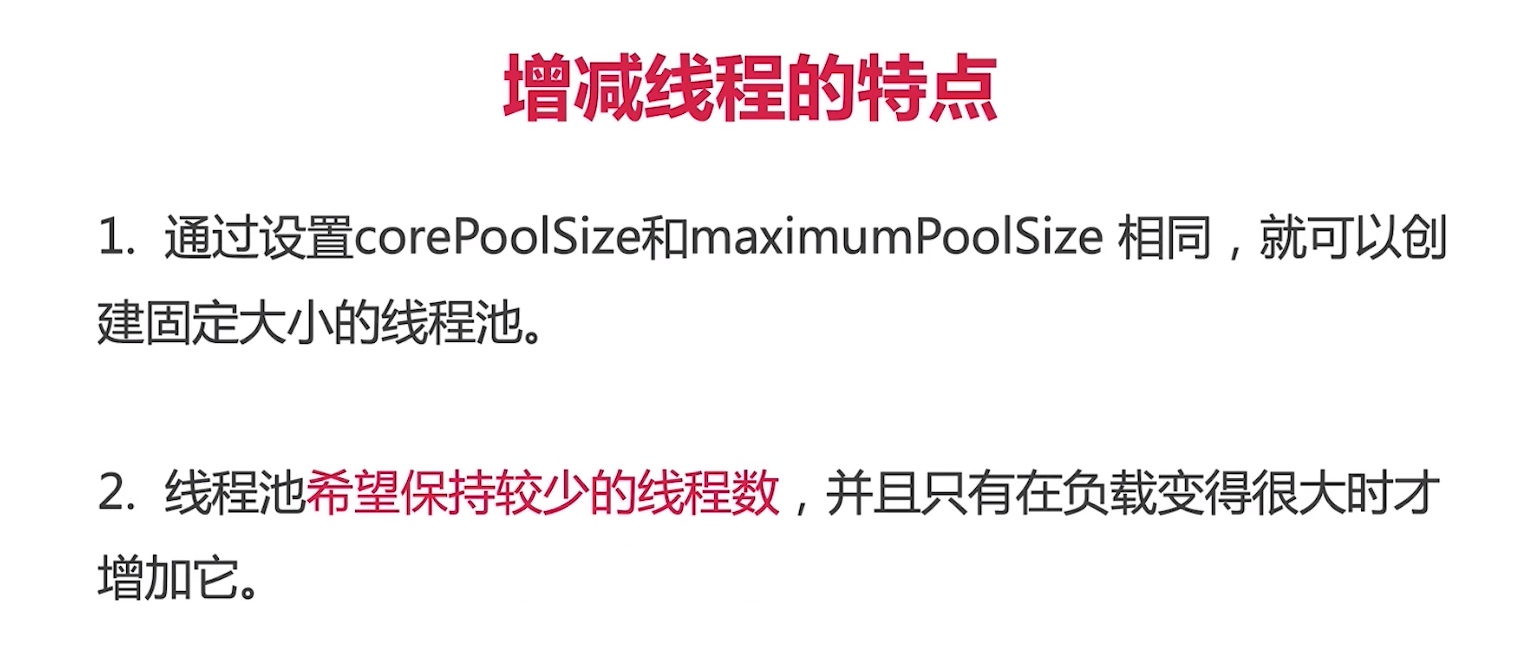 增减线程的特点
1. 通过设置corePoolSize和maximumPoolSize 相同，就可以创
建固定大小的线程池。
2. 线程池希望保持较少的线程数，并且只有在负载变得很大时才
增加它。